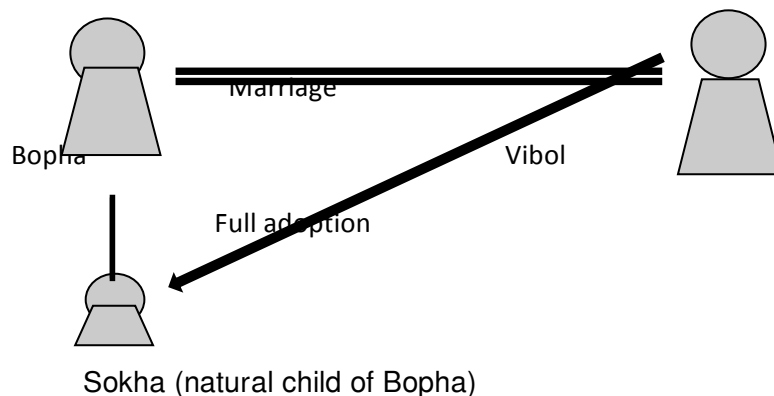 Marriage
Bopha
Vibol
Full adoption
Sokha (natural child of Bopha)